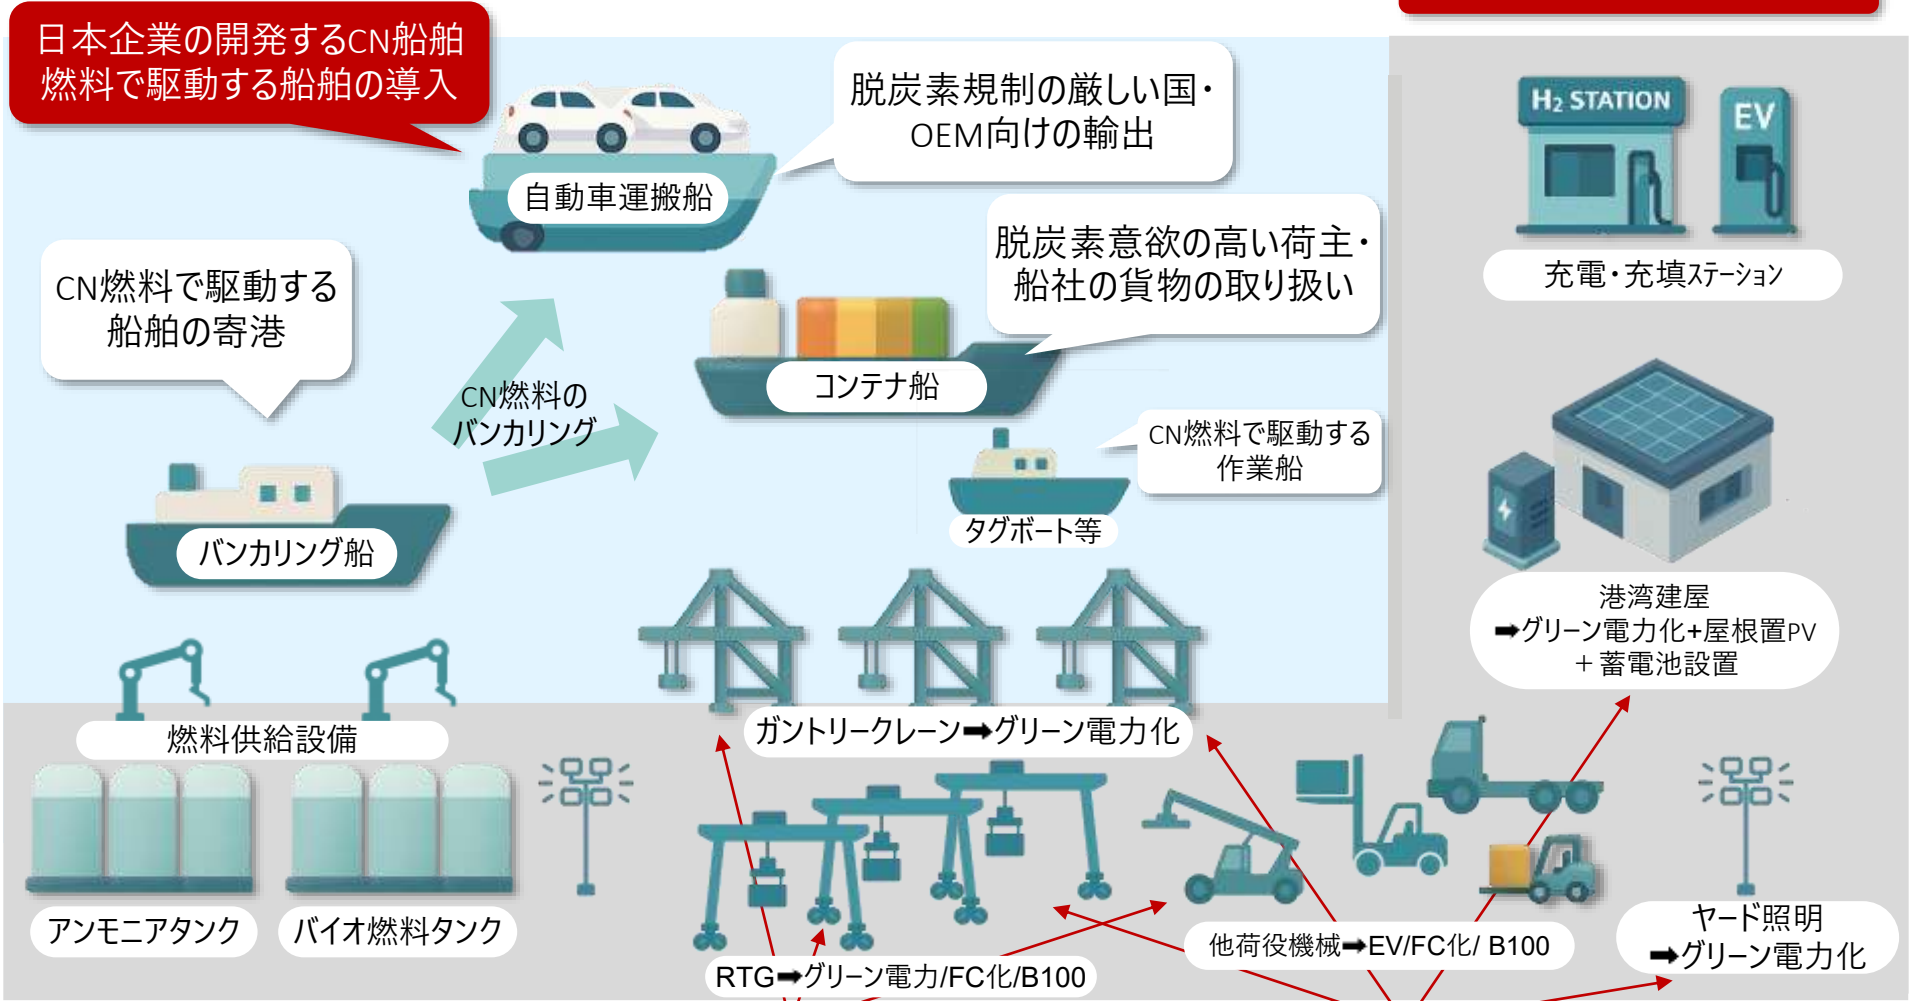 日本企業の開発するCN船舶
燃料で駆動する船舶の導入
脱炭素規制の厳しい国・
OEM向けの輸出
自動車運搬船
脱炭素意欲の高い荷主・
船社の貨物の取り扱い
CN燃料で駆動する
船舶の寄港
コンテナ船
CN燃料の
バンカリング
CN燃料で駆動する
作業船
タグボート等
バンカリング船
H₂ STATION
EV
充電・充填ステーション
港湾建屋
➡グリーン電力化+屋根置PV
+蓄電池設置
燃料供給設備
ガントリークレーン➡グリーン電力化
アンモニアタンク
バイオ燃料タンク
RTG➡グリーン電力/FC化/B100
他荷役機械➡EV/FC化/ B100
ヤード照明
➡グリーン電力化